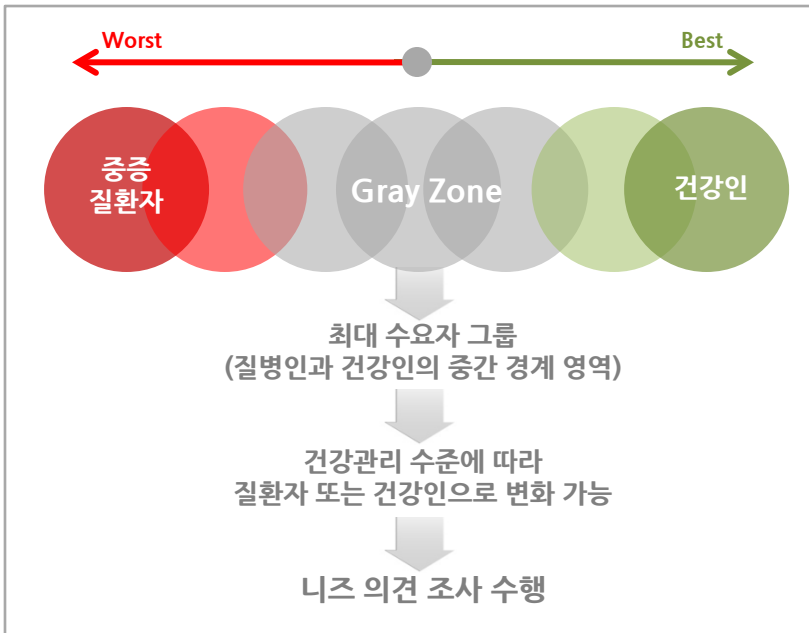 Worst
Best
중증
질환자
Gray Zone
건강인
최대 수요자 그룹
(질병인과 건강인의 중간 경계 영역)
건강관리 수준에 따라
질환자 또는 건강인으로 변화 가능
니즈 의견 조사 수행